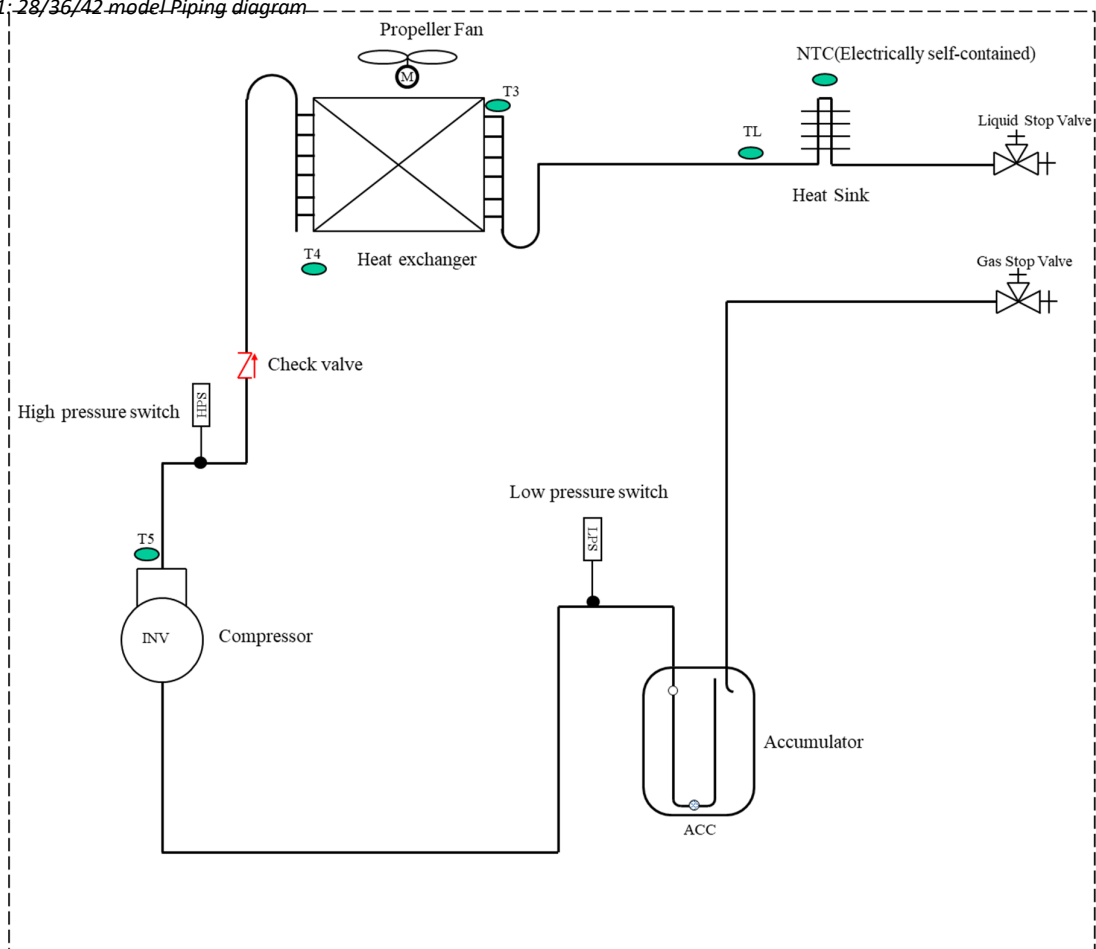 1: 28/36/42 model Piping diagram
Propeller Fan
M
NTC(Electrically self-contained)
T3
TL
Liquid Stop Valve
Heat Sink
T4
Heat exchanger
Gas Stop Valve
Check valve
HPS
High pressure switch
Low pressure switch
LPS
T5
INV
Compressor
Accumulator
ACC